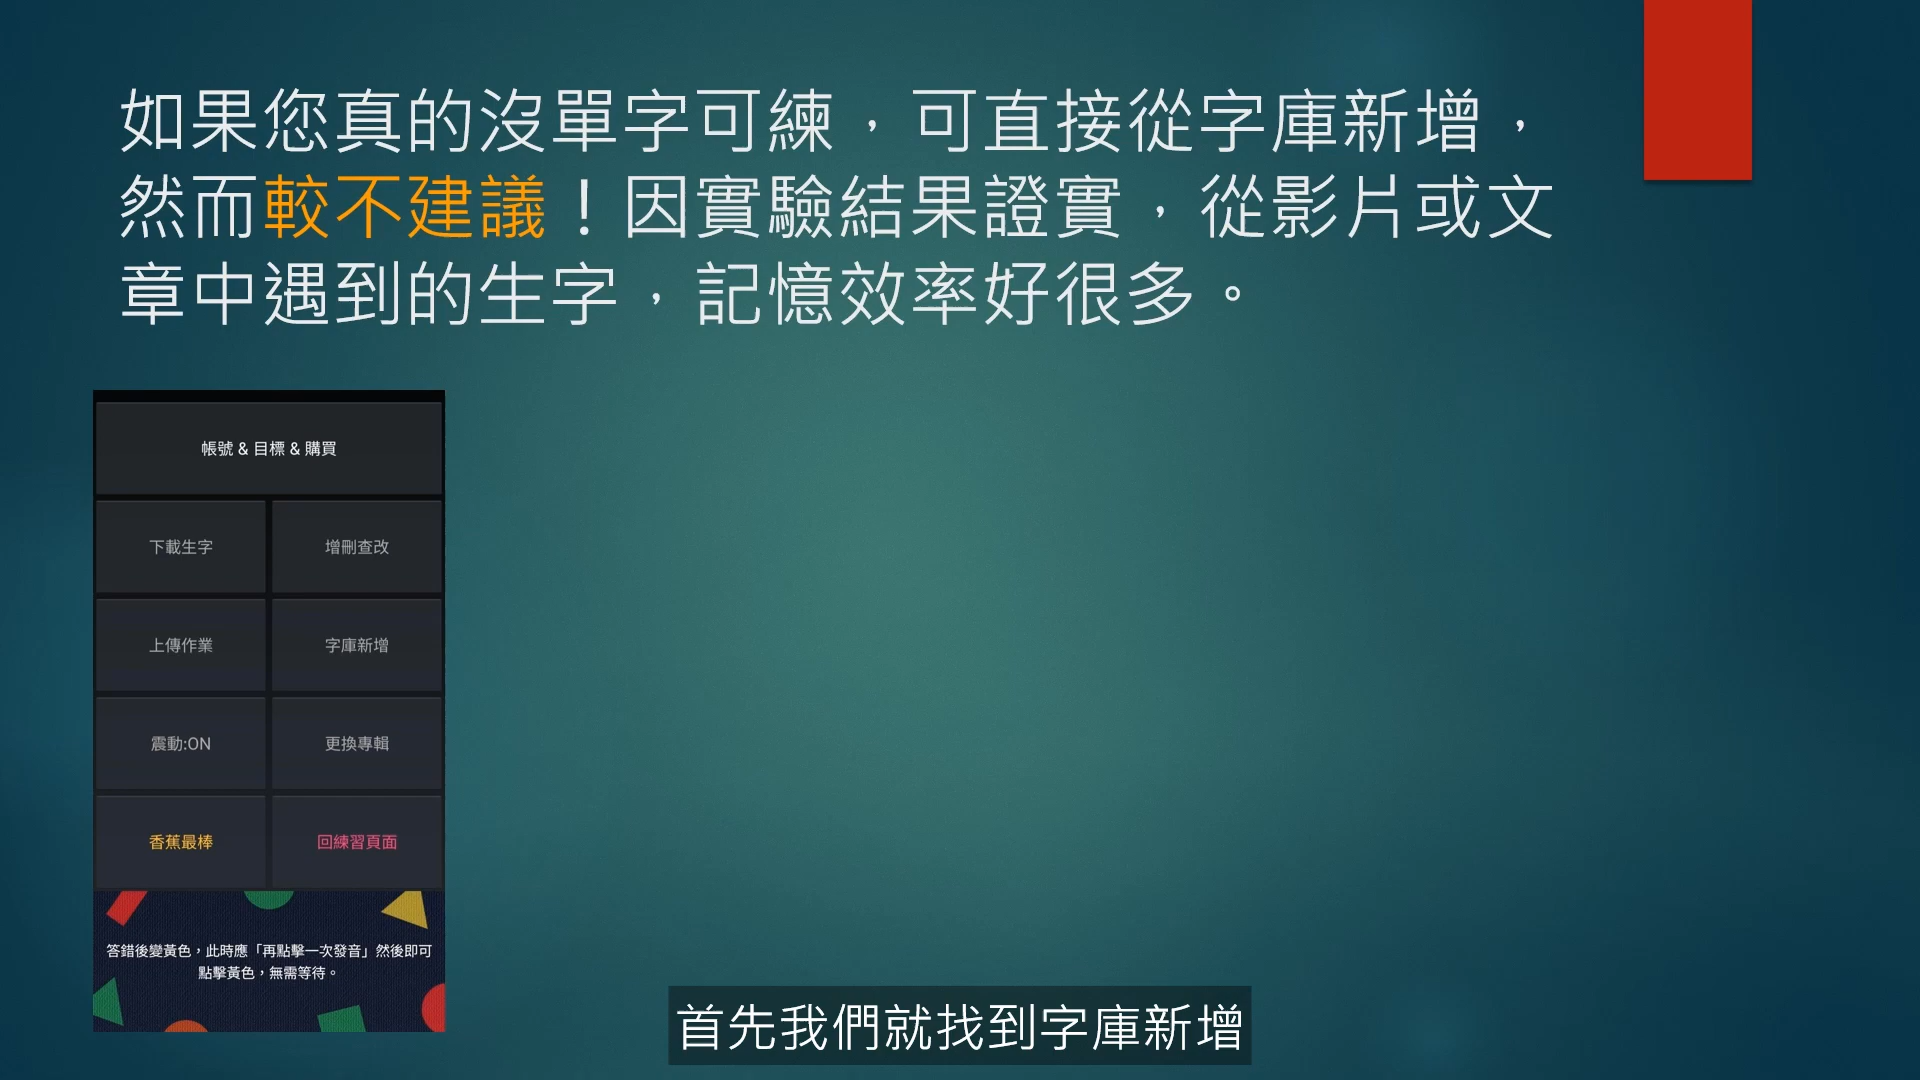 如果您真的沒單字可練，可直接從字庫新增，
然而較不建議！因實驗結果證實，從影片或文
章中遇到的生字，記憶效率好很多。
帳號 & 目標 & 購買
下載生字
增刪查改
上傳作業
字庫新增
震動:ON
更換專輯
香蕉最棒
回練習頁面
答錯後變黃色，此時應「再點擊一次發音」然後即可
點擊黃色，無需等待。
首先我們就找到字庫新增